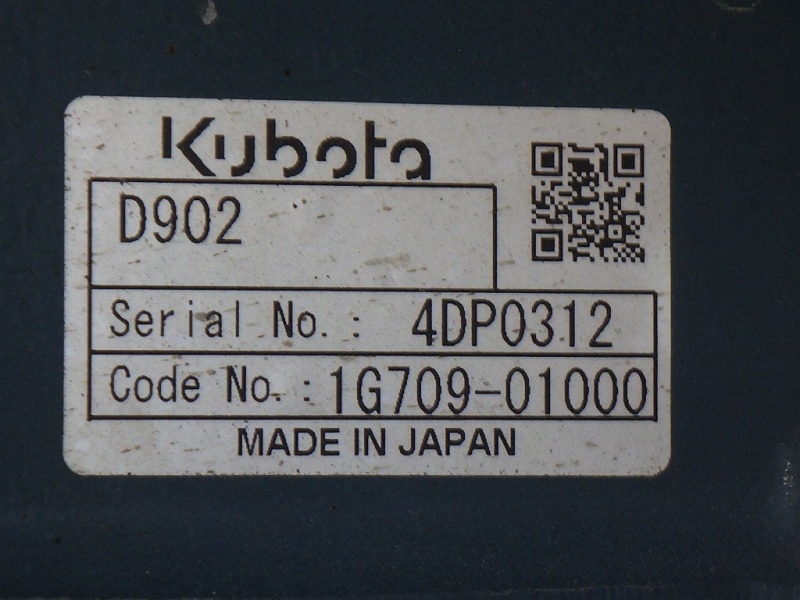 Kubota
D902
Serial No.: 4DP0312
Code No.: 1G709-01000
MADE IN JAPAN